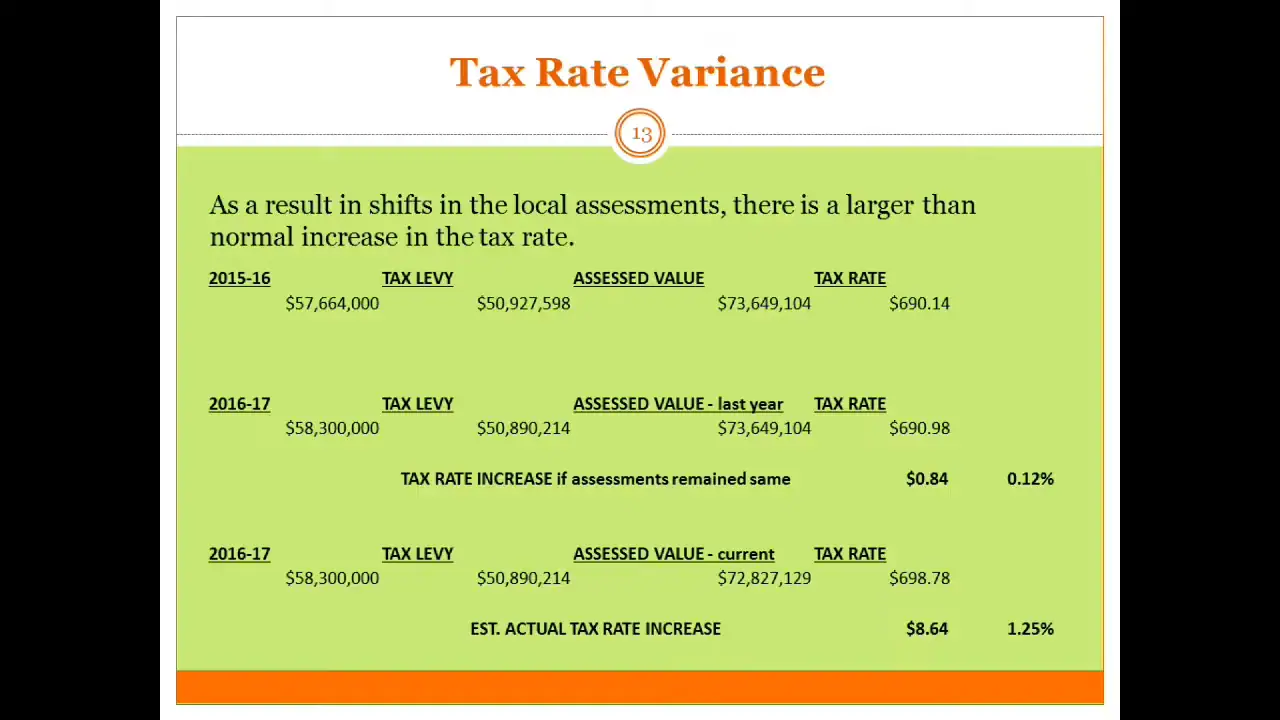 Tax Rate Variance
13
As a result in shifts in the local assessments, there is a larger than
normal increase in the tax rate.
2015-16 TAX LEVY ASSESSED VALUE TAX RATE
$57,664,000 $50,927,598 $73,649,104 $690.14
2016-17 TAX LEVY ASSESSED VALUE - last year TAX RATE
$58,300,000 $50,890,214 $73,649,104 $690.98
TAX RATE INCREASE if assessments remained same $0.84 0.12%
2016-17 TAX LEVY ASSESSED VALUE - current TAX RATE
$58,300,000 $50,890,214 $72,827,129 $698.78
EST. ACTUAL TAX RATE INCREASE $8.64 1.25%